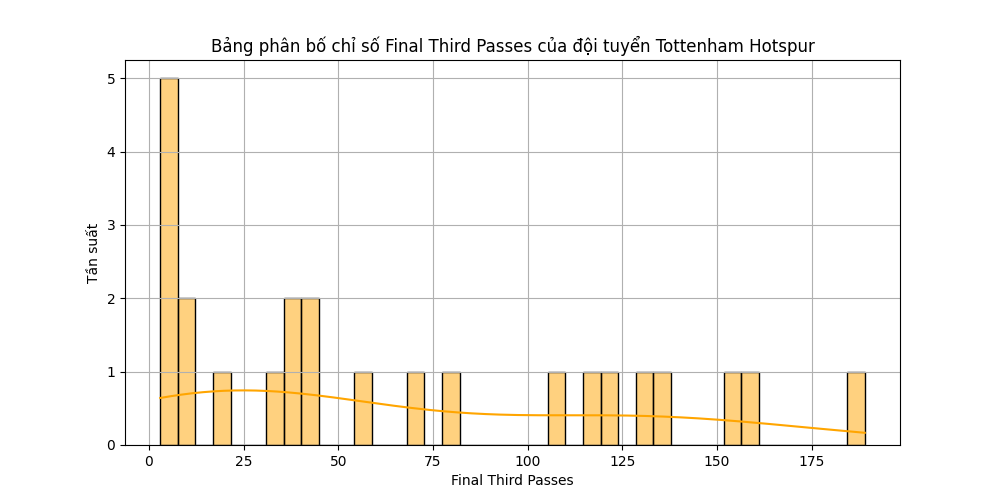 Bảng phân bố chỉ số Final Third Passes của đội tuyển Tottenham Hotspur
5
4
3
2
1
0
Tần suất
0 25 50 75 100 125 150 175
Final Third Passes